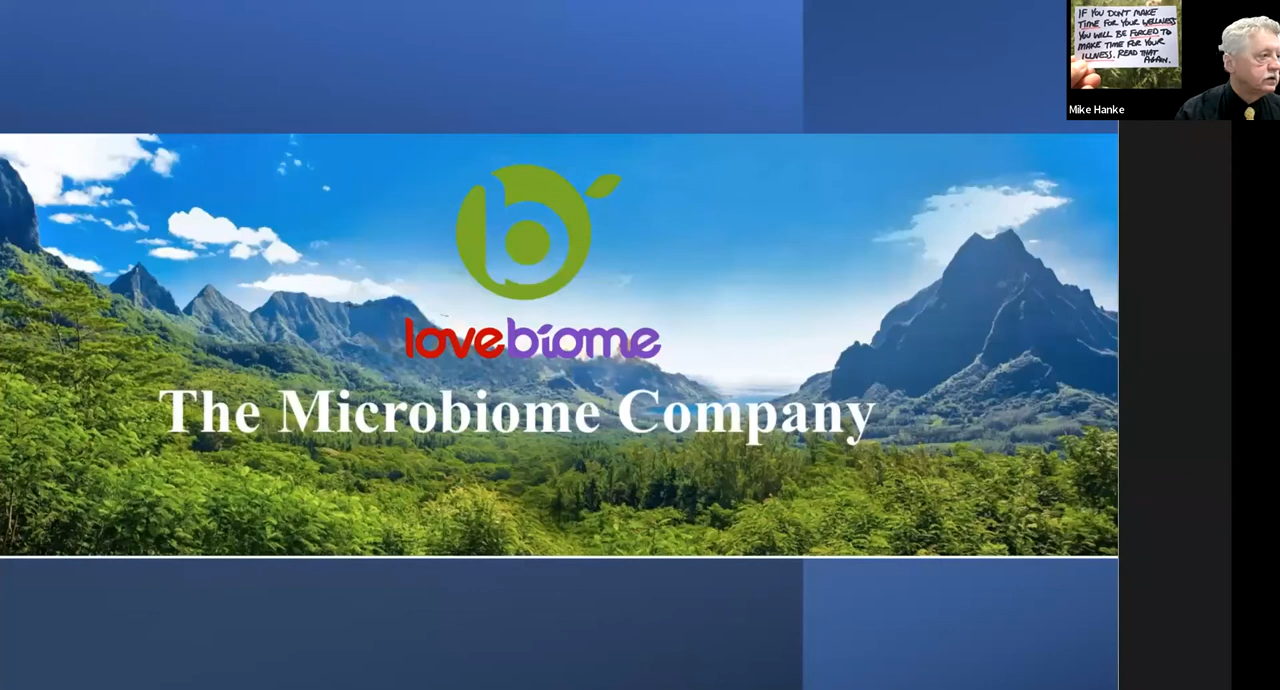 IF YOU DON'T MAKE
TIME FOR YOUR WELLNESS
YOU WILL BE FORCED TO
MAKE TIME FOR YOUR
ILLNESS. READ THAT
AGAIN.
Mike Hanke
b
lovebiome
The Microbiome Company